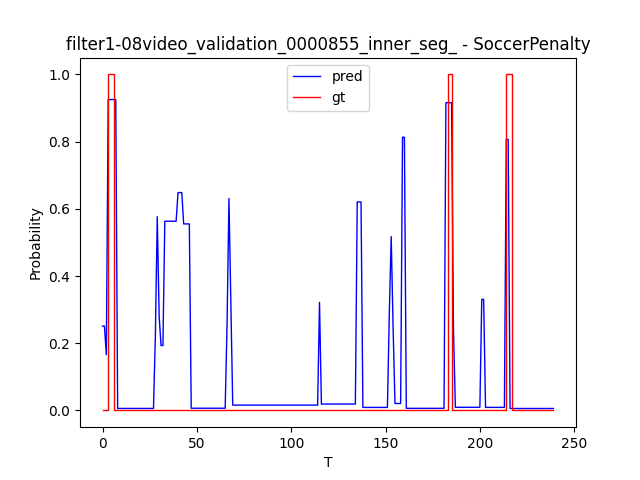 filter1-08video_validation_0000855_inner_seg_ - SoccerPenalty
pred
gt
1.0
0.8
0.6
0.4
0.2
0.0
Probability
0
50
100
150
200
250
T